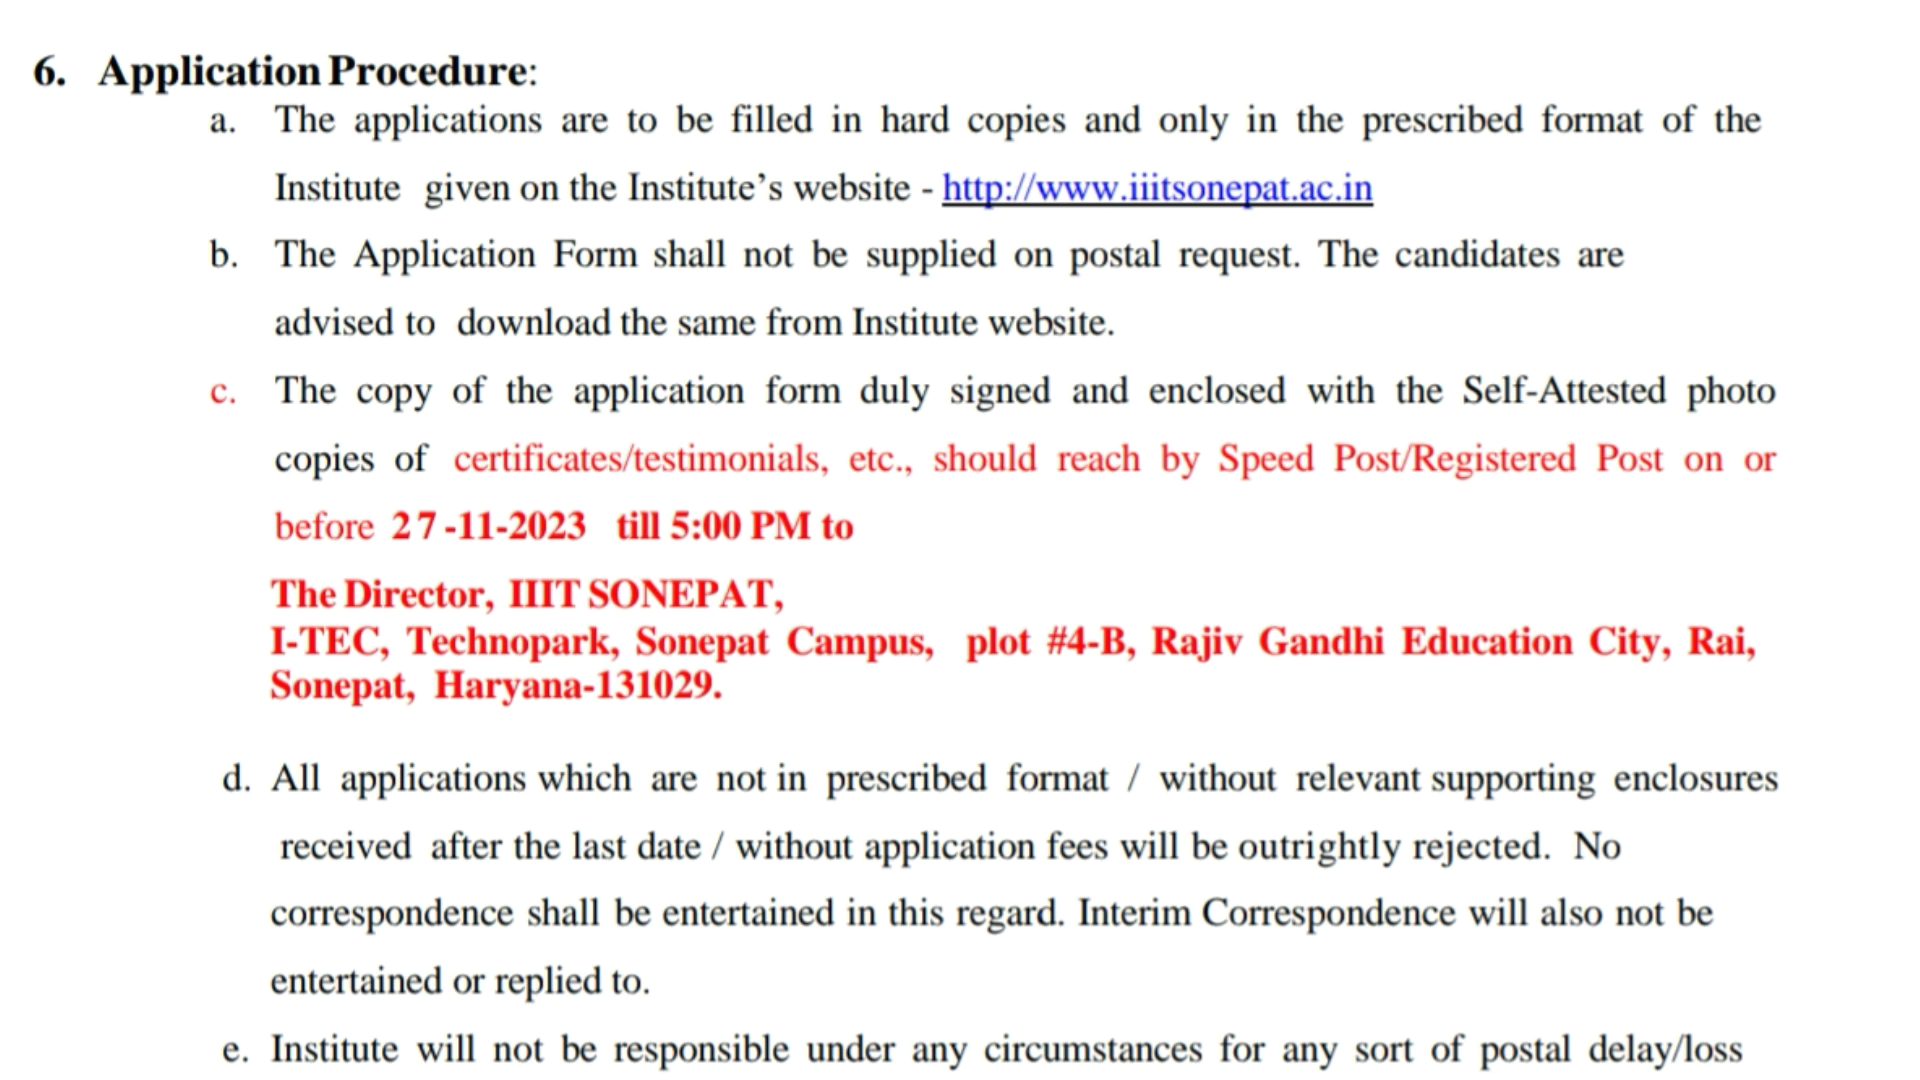 6. Application Procedure:
a. The applications are to be filled in hard copies and only in the prescribed format of the
Institute given on the Institute's website - http://www.iiitsonepat.ac.in
b. The Application Form shall not be supplied on postal request. The candidates are
advised to download the same from Institute website.
c. The copy of the application form duly signed and enclosed with the Self-Attested photo
copies of certificates/testimonials, etc., should reach by Speed Post/Registered Post on or
before 27-11-2023 till 5:00 PM to
The Director, IIIT SONEPAT,
I-TEC, Technopark, Sonepat Campus, plot #4-B, Rajiv Gandhi Education City, Rai,
Sonepat, Haryana-131029.
d. All applications which are not in prescribed format / without relevant supporting enclosures
received after the last date / without application fees will be outrightly rejected. No
correspondence shall be entertained in this regard. Interim Correspondence will also not be
entertained or replied to.
e. Institute will not be responsible under any circumstances for any sort of postal delay/loss